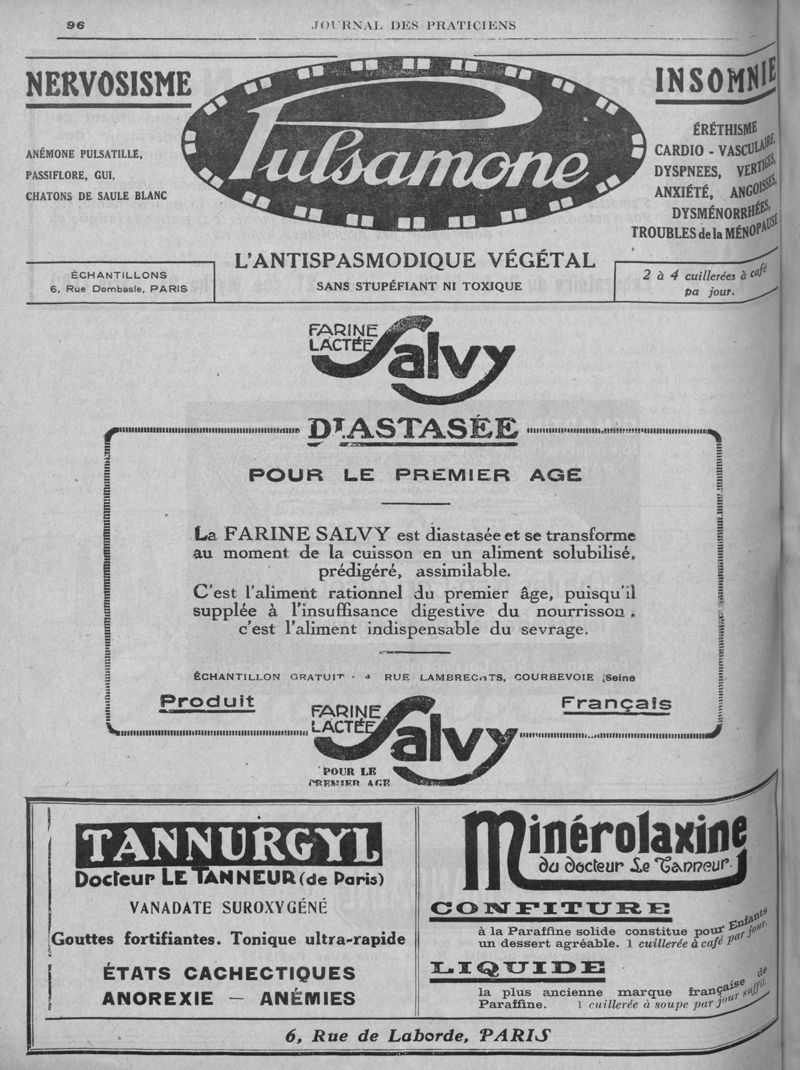 96
JOURNAL DES PRATICIENS
NERVOSISME
ANÉMONE PULSATILLE,
PASSIFLORE, GUI,
CHATONS DE SAULE BLANC
Pulsamone
INSOMNIE
ÉRÉTHISME
CARDIO - VASCULAIRE,
DYSPNEES, VERTIGES,
ANXIÉTÉ, ANGOISSES,
DYSMÉNORRHÉES,
TROUBLES de la MÉNOPAUSE
L'ANTISPASMODIQUE VÉGÉTAL
SANS STUPÉFIANT NI TOXIQUE
ÉCHANTILLONS
6, Rue Dombasle, PARIS
2 à 4 cuillerées à café
pa jour.
FARINE
LACTÉE
Salvy
DIASTASÉE
POUR LE PREMIER AGE
La FARINE SALVY est diastasée et se transforme
au moment de la cuisson en un aliment solubilisé,
prédigéré, assimilable.
C'est l'aliment rationnel du premier âge, puisqu'il
supplée à l'insuffisance digestive du nourrisson,
c'est l'aliment indispensable du sevrage.
ÉCHANTILLON GRATUIT · 4 RUE LAMBRECHTS, COURBEVOIE (Seine
Produit
Français
FARINE
LACTÉE
Salvy
POUR LE
PREMIER AGE
TANNURGYL
Docteur LE TANNEUR (de Paris)
VANADATE SUROXYGÉNÉ
Gouttes fortifiantes. Tonique ultra-rapide
ÉTATS CACHECTIQUES
ANOREXIE — ANÉMIES
Minérolaxine
du docteur Le Tanneur
CONFITURE
à la Paraffine solide constitue pour Enfants
un dessert agréable. 1 cuillerée à café par jour.
LIQUIDE
la plus ancienne marque française de
Paraffine. 1 cuillerée à soupe par jour suffit.
6, Rue de Laborde, PARIS